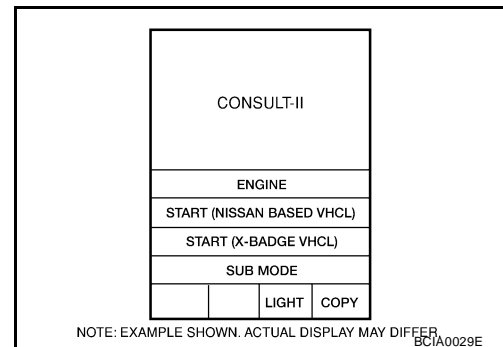 CONSULT-II
ENGINE
START (NISSAN BASED VHCL)
START (X-BADGE VHCL)
SUB MODE
LIGHT COPY
NOTE: EXAMPLE SHOWN. ACTUAL DISPLAY MAY DIFFER.
BCIA0029E